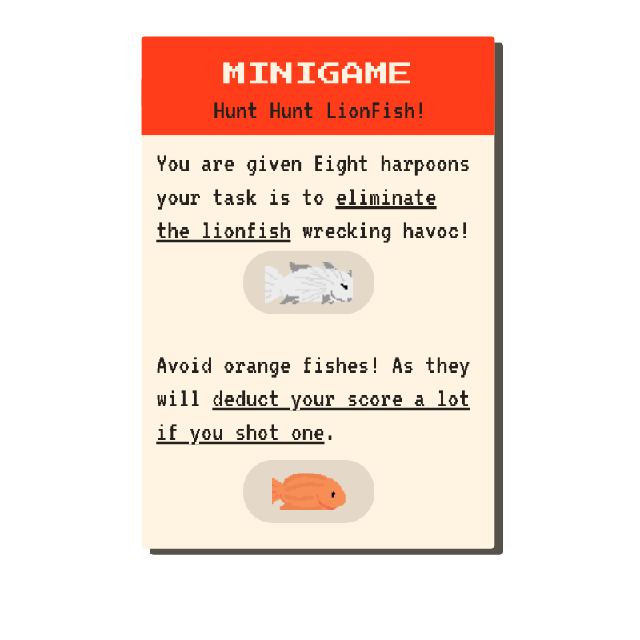 MINIGAME
Hunt Hunt LionFish!
You are given Eight harpoons
your task is to eliminate
the lionfish wrecking havoc!
Avoid orange fishes! As they
will deduct your score a lot
if you shot one.